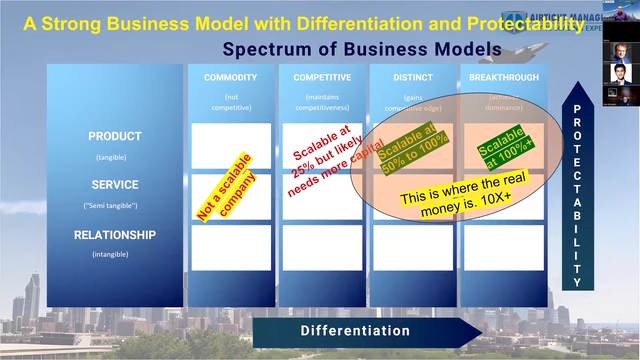 A Strong Business Model with Differentiation and Protectability
Spectrum of Business Models
COMMODITY
(not
competitive)
COMPETITIVE
(maintains
competitiveness)
DISTINCT
(gains
competitive edge)
BREAKTHROUGH
dominance)
PRODUCT
(tangible)
SERVICE
("Semi tangible")
RELATIONSHIP
(intangible)
Not a scalable
company
Scalable at
25% but likely
needs more capital
Scalable at
50% to 100%
Scalable
at 100%+
This is where the real
money is. 10X+
PROTECTABILITY
Differentiation